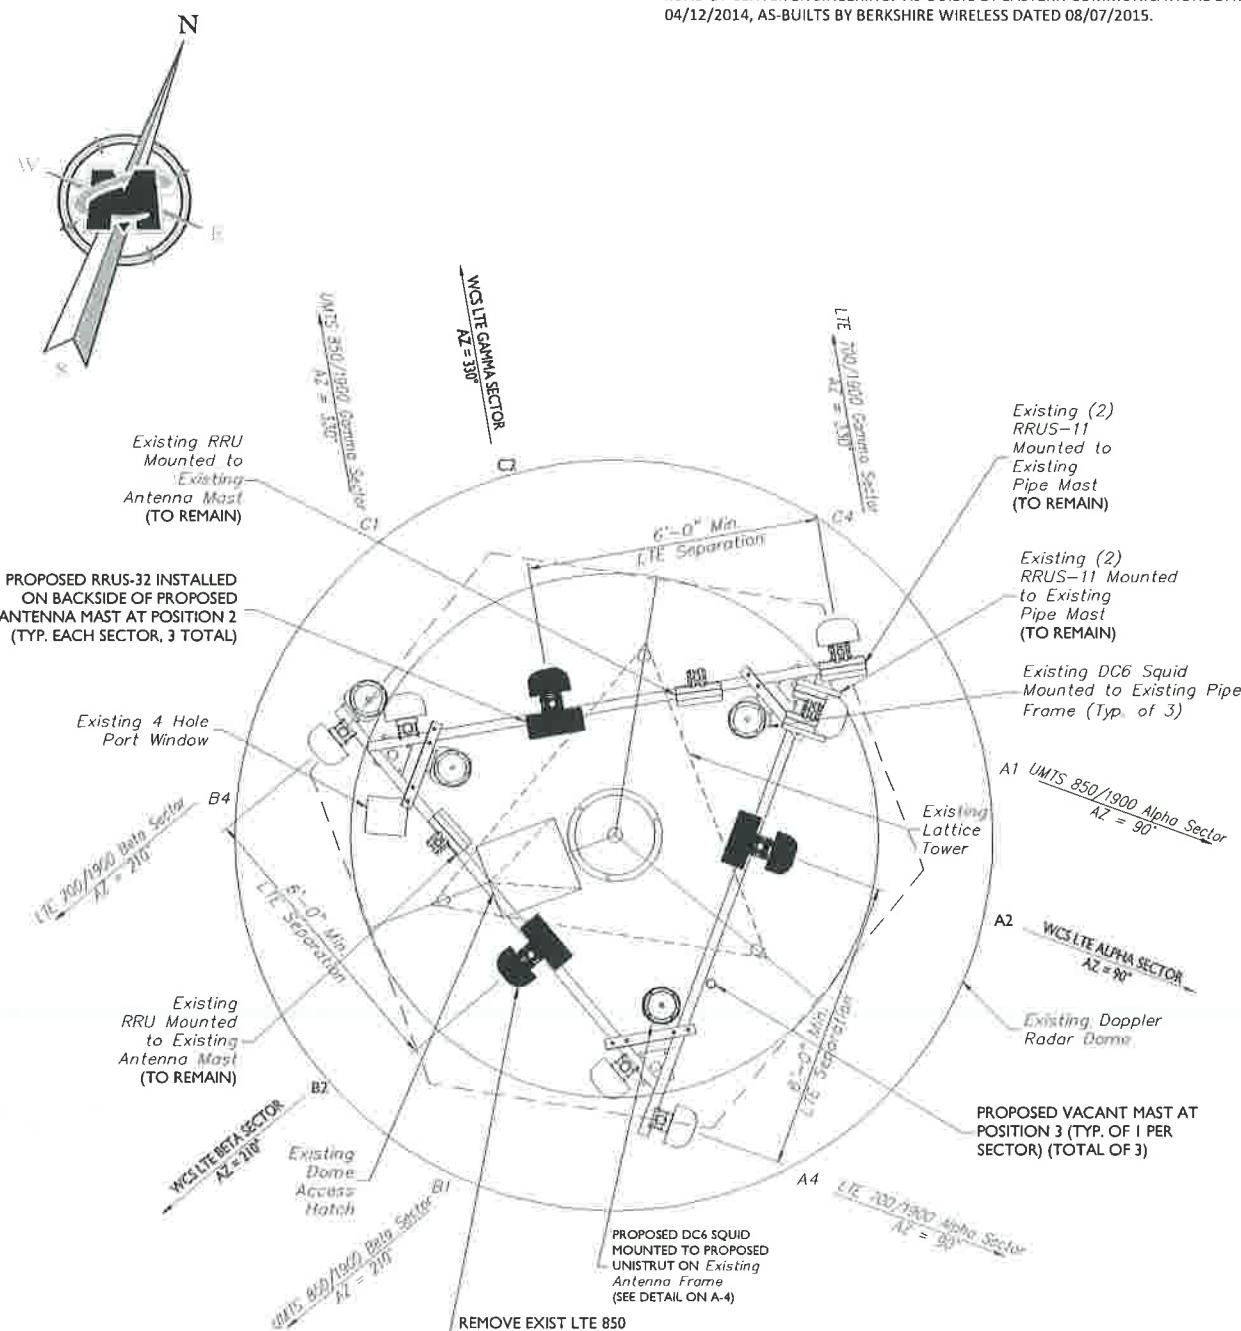 04/12/2014, AS-BUILTS BY BERKSHIRE WIRELESS DATED 08/07/2015.
N
W
E
UMTS 850/1900 Gamma Sector
AZ = 330°
WCS LTE GAMMA SECTOR
AZ = 330°
LTE 700/1900 Gamma Sector
AZ = 330°
Existing RRU
Mounted to
Existing
Antenna Mast
(TO REMAIN)
C1
C2
C4
6'-0" Min.
LTE Separation
Existing (2)
RRUS-11
Mounted to
Existing
Pipe Mast
(TO REMAIN)
PROPOSED RRUS-32 INSTALLED
ON BACKSIDE OF PROPOSED
ANTENNA MAST AT POSITION 2
(TYP. EACH SECTOR, 3 TOTAL)
Existing (2)
RRUS-11 Mounted
to Existing
Pipe Mast
(TO REMAIN)
Existing DC6 Squid
Mounted to Existing Pipe
Frame (Typ. of 3)
Existing 4 Hole
Port Window
B4
LTE 700/1900 Beta Sector
AZ = 210°
A1 UMTS 850/1900 Alpha Sector
AZ = 90°
Existing
Lattice
Tower
6'-0" Min.
LTE Separation
A2
WCS LTE ALPHA SECTOR
AZ = 90°
Existing
RRU Mounted
to Existing
Antenna Mast
(TO REMAIN)
6'-0" Min.
LTE Separation
Existing Doppler
Radar Dome
B2
WCS LTE BETA SECTOR
AZ = 210°
PROPOSED VACANT MAST AT
POSITION 3 (TYP. OF 1 PER
SECTOR) (TOTAL OF 3)
Existing
Dome
Access
Hatch
B1
UMTS 850/1900 Beta Sector
AZ = 210°
A4
LTE 700/1900 Alpha Sector
AZ = 90°
PROPOSED DC6 SQUID
MOUNTED TO PROPOSED
UNISTRUT ON Existing
Antenna Frame
(SEE DETAIL ON A-4)
REMOVE EXIST LTE 850